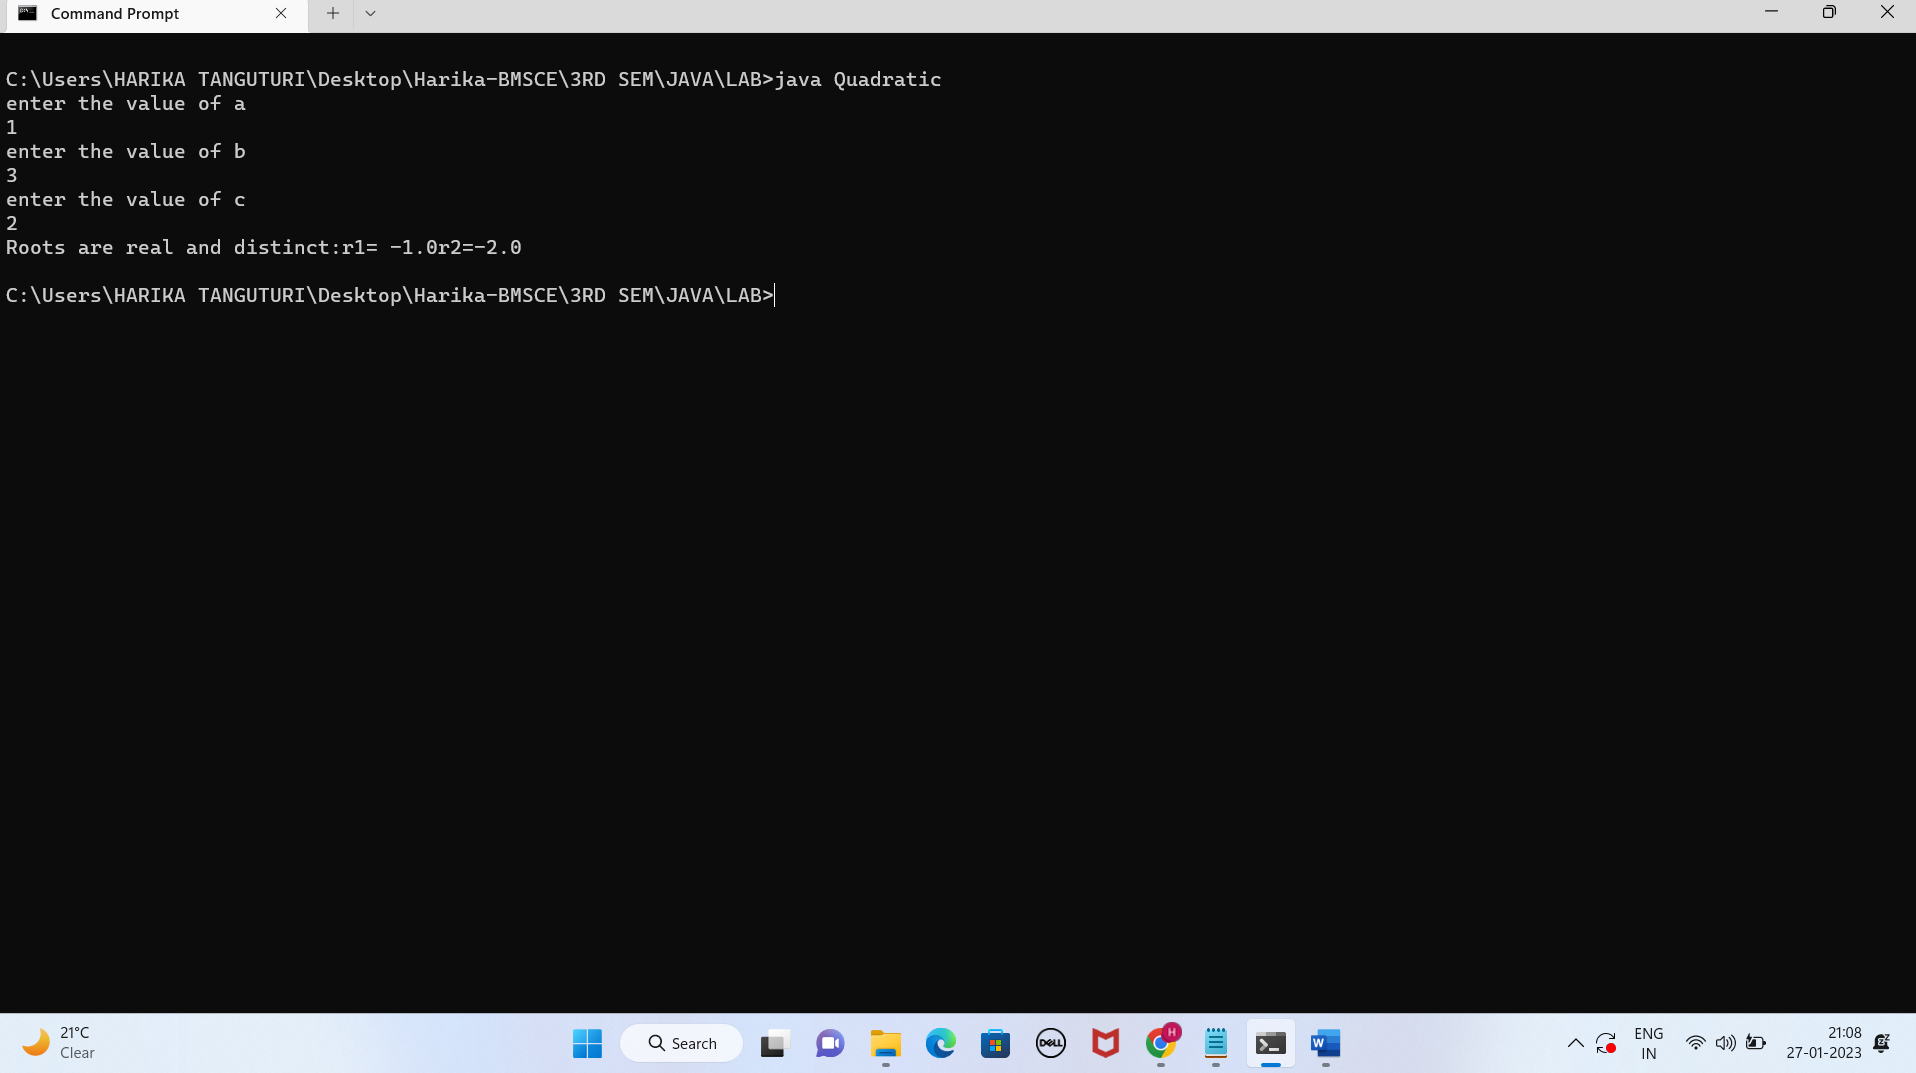 Command Prompt
C:\Users\HARIKA TANGUTURI\Desktop\Harika-BMSCE\3RD SEM\JAVA\LAB>java Quadratic
enter the value of a
1
enter the value of b
3
enter the value of c
2
Roots are real and distinct:r1= -1.0r2=-2.0
C:\Users\HARIKA TANGUTURI\Desktop\Harika-BMSCE\3RD SEM\JAVA\LAB>
21°C
Clear
Search
DELL
H
W
ENG
IN
21:08
27-01-2023